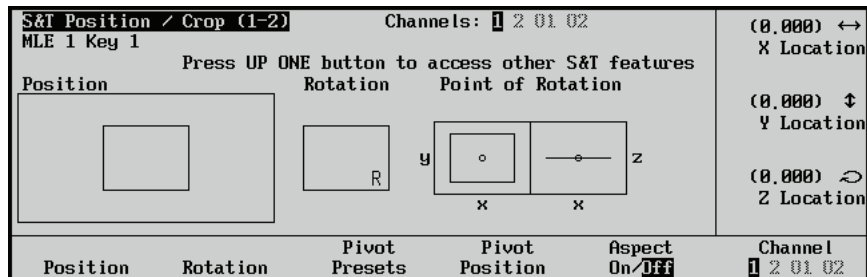 S&T Position / Crop (1-2) Channels: 1 2 01 02
MLE 1 Key 1
Press UP ONE button to access other S&T features
Position Rotation Point of Rotation
R y z
x x
(0.000) ↔
X Location
(0.000) ↕
Y Location
(0.000)
Z Location
Position Rotation Pivot Presets Pivot Position Aspect On/Off Channel 1 2 01 02